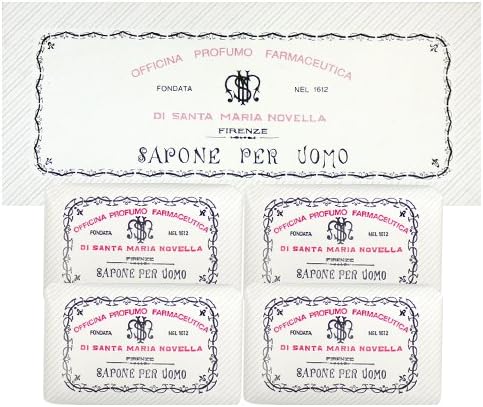 OFFICINA PROFUMO FARMACEUTICA
FONDATA NEL 1612
DI SANTA MARIA NOVELLA
FIRENZE
SAPONE PER UOMO
OFFICINA PROFUMO FARMACEUTICA
FONDATA NEL 1612
DI SANTA MARIA NOVELLA
FIRENZE
SAPONE PER UOMO
OFFICINA PROFUMO FARMACEUTICA
FONDATA NEL 1612
DI SANTA MARIA NOVELLA
FIRENZE
SAPONE PER UOMO
OFFICINA PROFUMO FARMACEUTICA
FONDATA NEL 1612
DI SANTA MARIA NOVELLA
FIRENZE
SAPONE PER UOMO
OFFICINA PROFUMO FARMACEUTICA
FONDATA NEL 1612
DI SANTA MARIA NOVELLA
FIRENZE
SAPONE PER UOMO